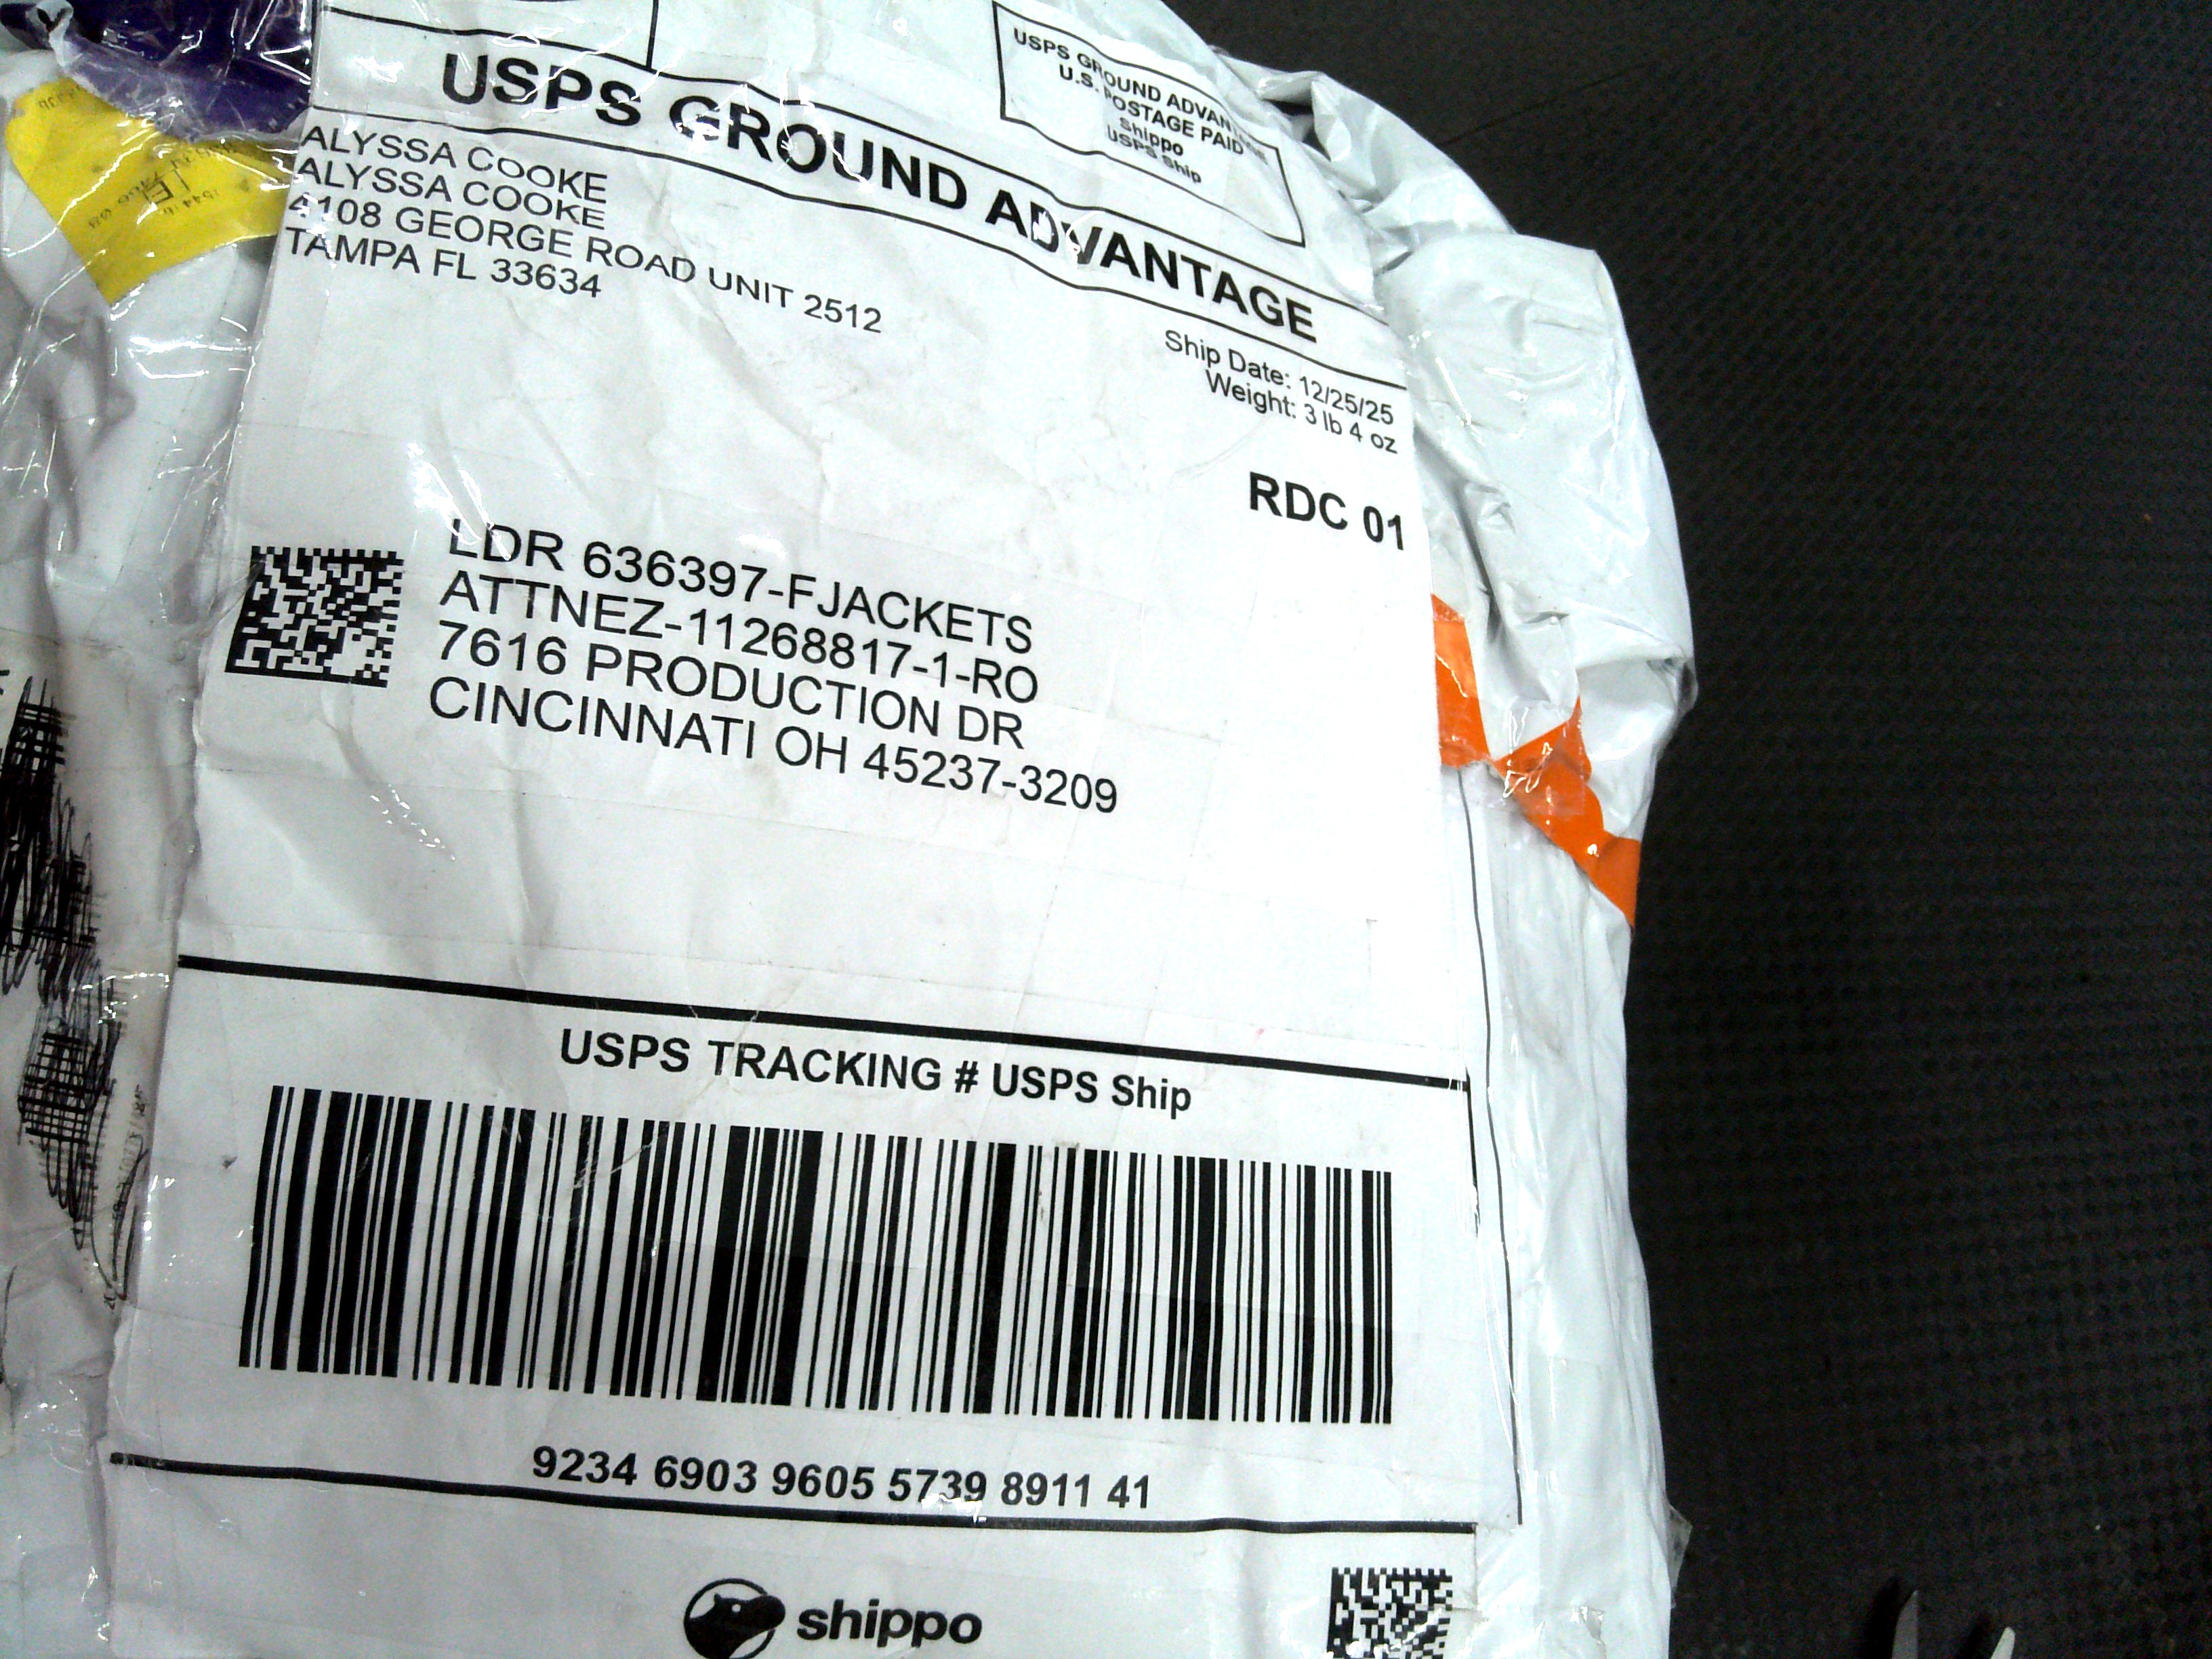 USPS GROUND ADVANTAGE
U.S. POSTAGE PAID
Shippo
USPS Ship
USPS GROUND ADVANTAGE
ALYSSA COOKE
ALYSSA COOKE
4108 GEORGE ROAD UNIT 2512
TAMPA FL 33634
Ship Date: 12/25/25
Weight: 3 lb 4 oz
RDC 01
LDR 636397-FJACKETS
ATTNEZ-11268817-1-RO
7616 PRODUCTION DR
CINCINNATI OH 45237-3209
USPS TRACKING # USPS Ship
9234 6903 9605 5739 8911 41
shippo